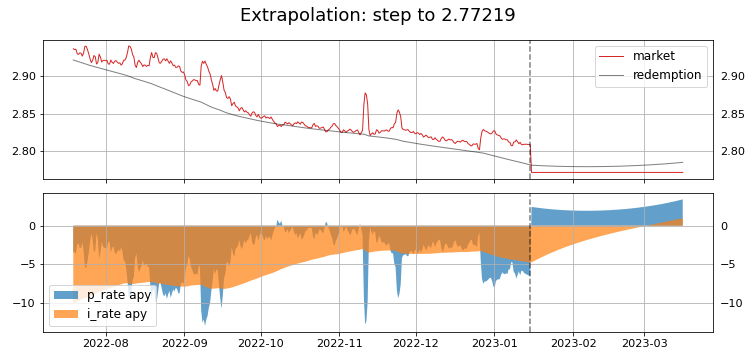 Extrapolation: step to 2.77219
market
redemption
2.90 2.90
2.85 2.85
2.80 2.80
0 0
−5 −5
−10 −10
p_rate apy
i_rate apy
2022-08 2022-09 2022-10 2022-11 2022-12 2023-01 2023-02 2023-03